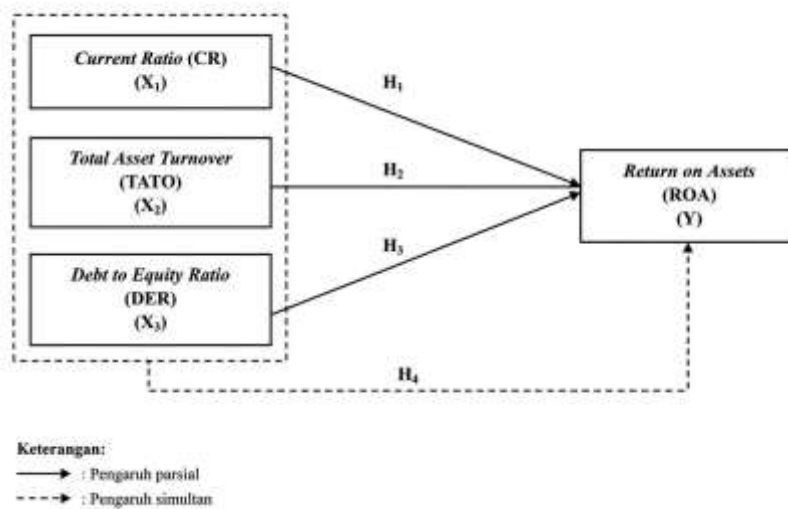 Current Ratio (CR)
(X₁)
H₁
Total Asset Turnover
(TATO)
(X₂)
H₂
Return on Assets
(ROA)
(Y)
H₃
Debt to Equity Ratio
(DER)
(X₃)
H₄
Keterangan:
: Pengaruh parsial
: Pengaruh simultan